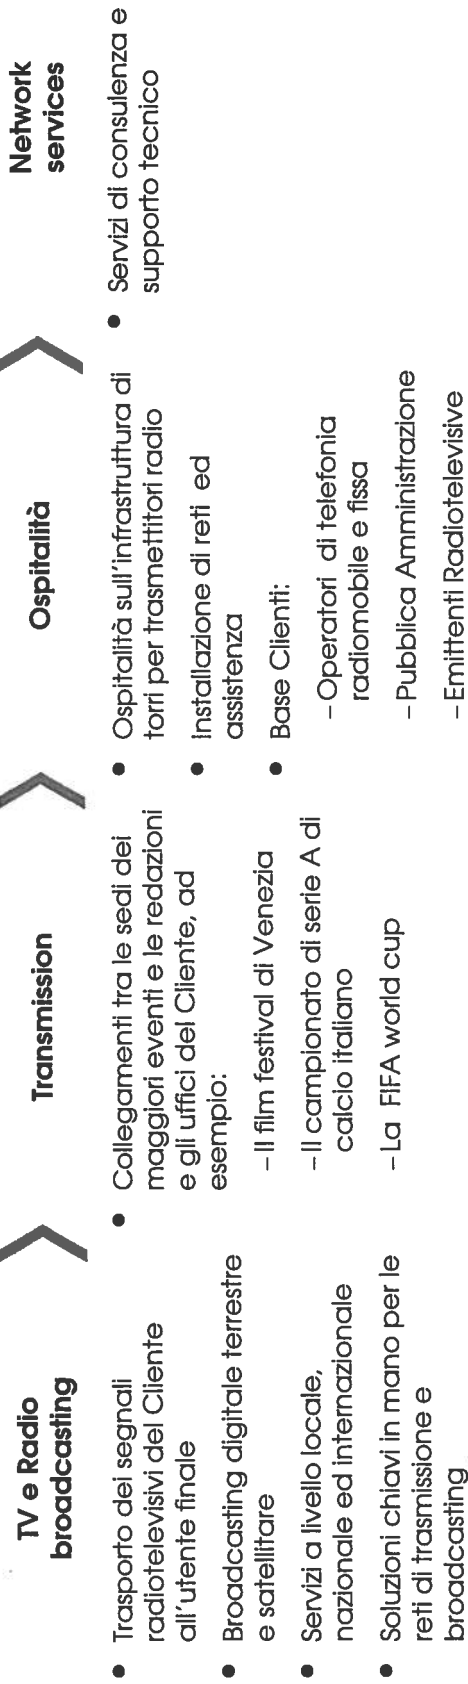 TV e Radio
broadcasting
• Trasporto dei segnali
radiotelevisivi del Cliente
all'utente finale
• Broadcasting digitale terrestre
e satellitare
• Servizi a livello locale,
nazionale ed internazionale
• Soluzioni chiavi in mano per le
reti di trasmissione e
broadcasting
Transmission
• Collegamenti tra le sedi dei
maggiori eventi e le redazioni
e gli uffici del Cliente, ad
esempio:
– Il film festival di Venezia
– Il campionato di serie A di
calcio italiano
– La FIFA world cup
Ospitalità
• Ospitalità sull'infrastruttura di
torri per trasmettitori radio
• Installazione di reti ed
assistenza
• Base Clienti:
– Operatori di telefonia
radiomobile e fissa
– Pubblica Amministrazione
– Emittenti Radiotelevisive
Network
services
• Servizi di consulenza e
supporto tecnico